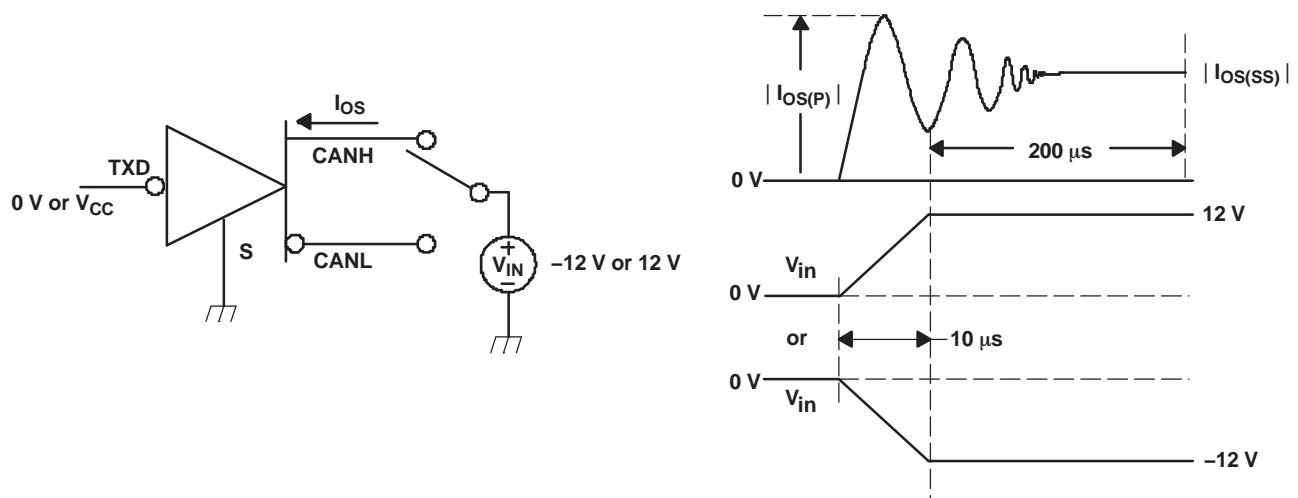 I_OS
CANH
TXD
0 V or V_CC
S
CANL
V_IN
+
–
–12 V or 12 V
| I_OS(P) |
| I_OS(SS) |
200 μs
0 V
12 V
V_in
0 V
or
10 μs
0 V
V_in
–12 V